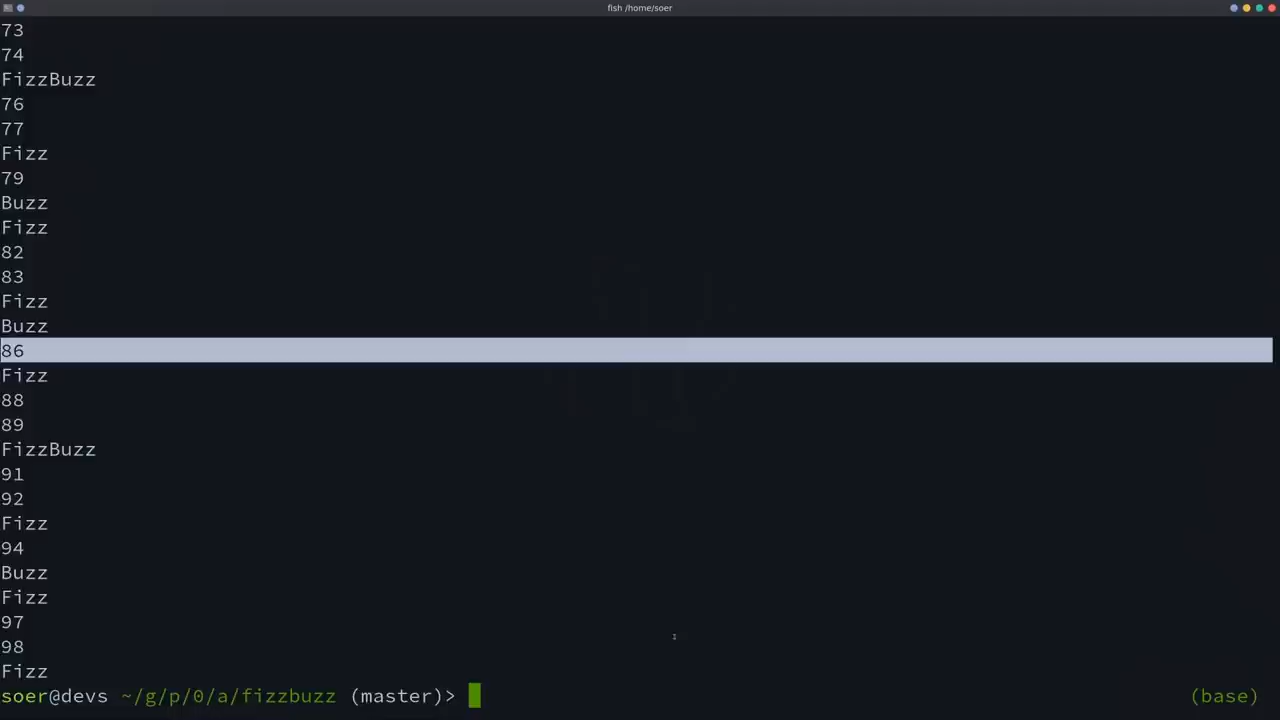 fish /home/soer
73
74
FizzBuzz
76
77
Fizz
79
Buzz
Fizz
82
83
Fizz
Buzz
86
Fizz
88
89
FizzBuzz
91
92
Fizz
94
Buzz
Fizz
97
98
Fizz
soer@devs ~/g/p/0/a/fizzbuzz (master)> (base)